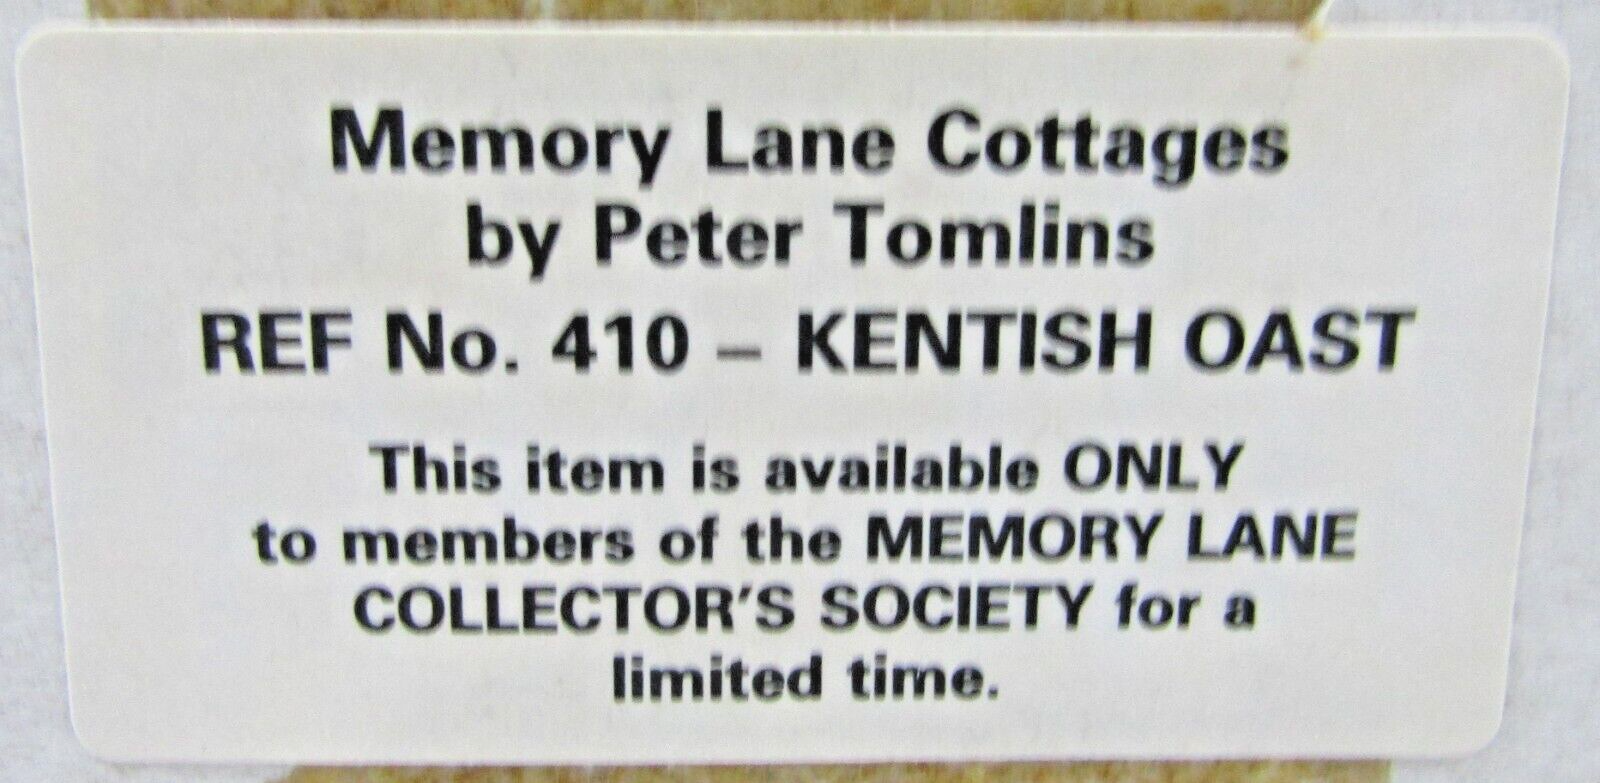 Memory Lane Cottages
by Peter Tomlins
REF No. 410 – KENTISH OAST
This item is available ONLY
to members of the MEMORY LANE
COLLECTOR'S SOCIETY for a
limited time.